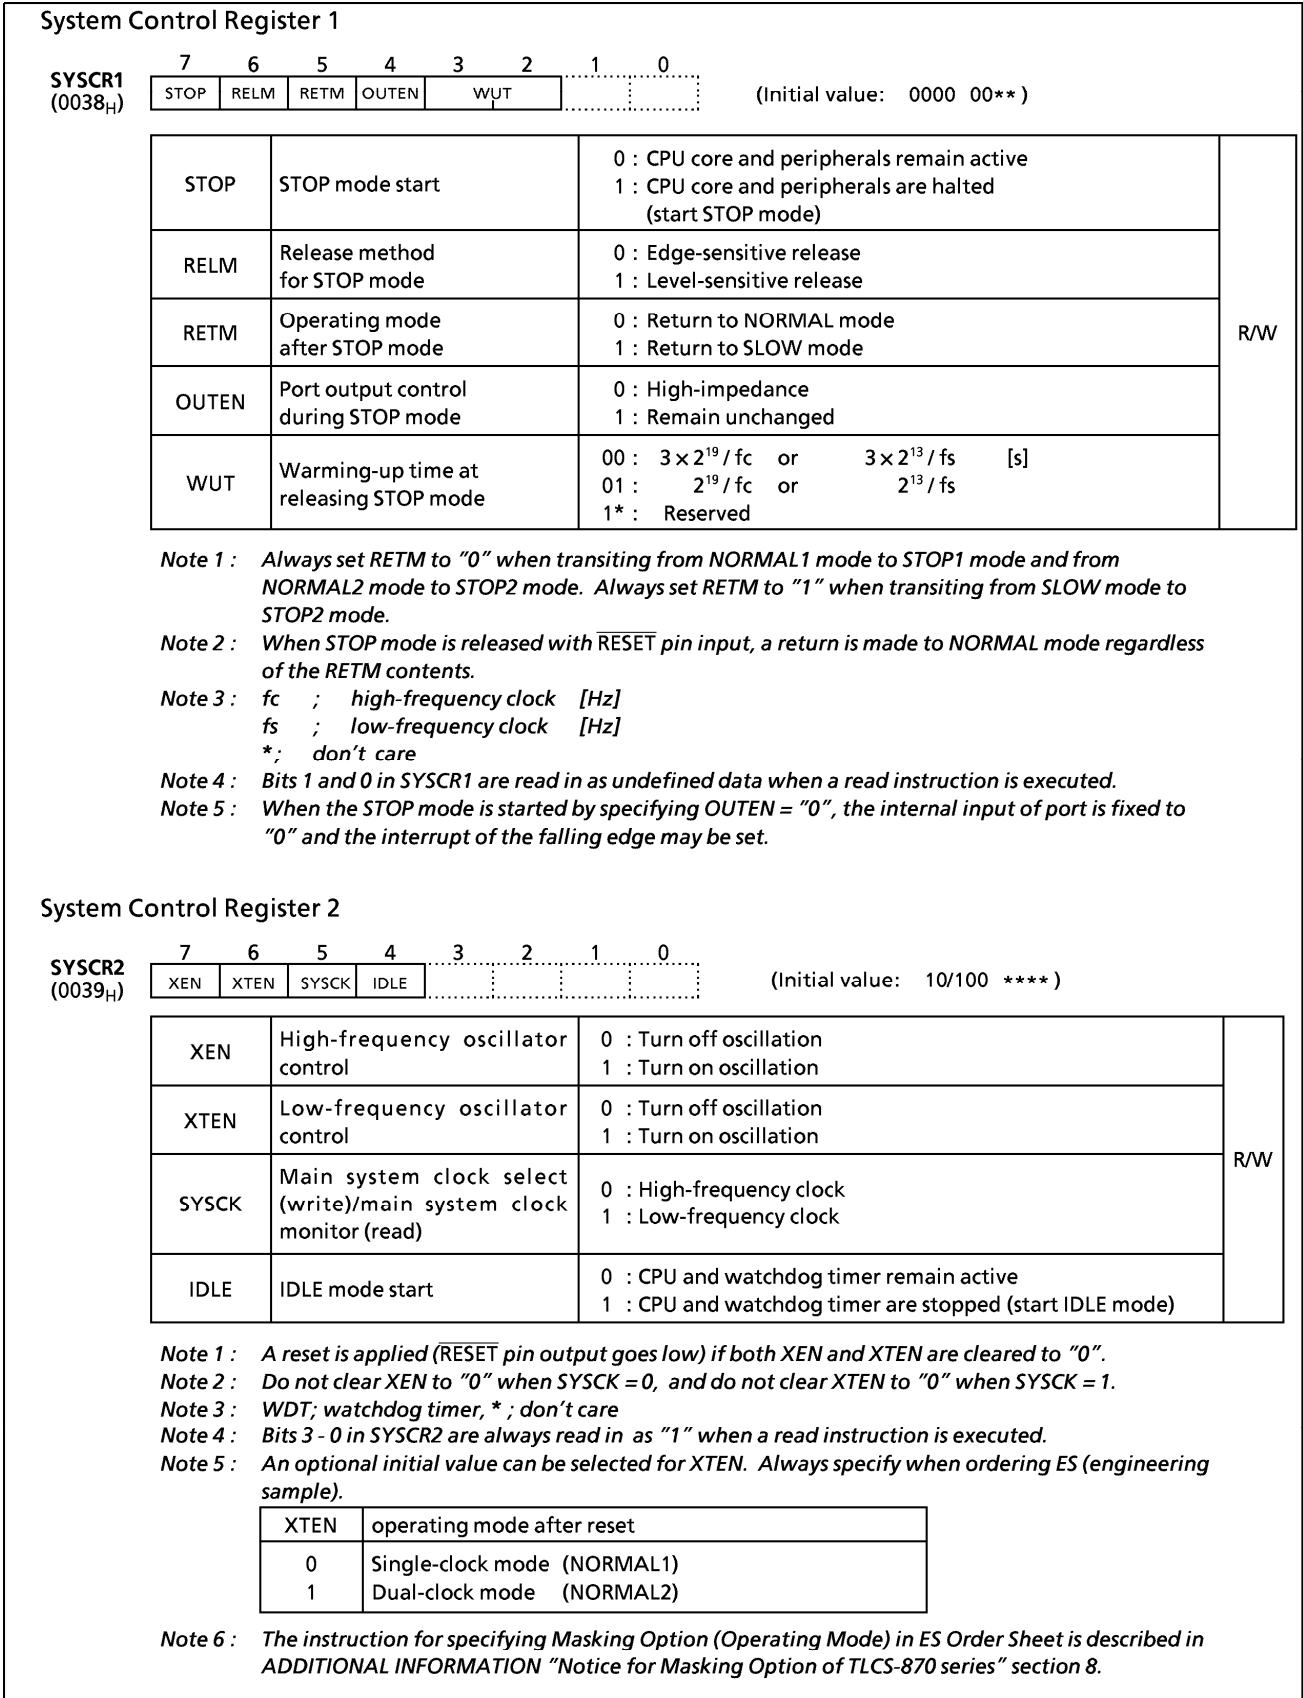 System Control Register 1
7 6 5 4 3 2 1 0
SYSCR1 (0038H) STOP RELM RETM OUTEN WUT (Initial value: 0000 00**)
STOP STOP mode start 0 : CPU core and peripherals remain active
1 : CPU core and peripherals are halted
(start STOP mode)
RELM Release method for STOP mode 0 : Edge-sensitive release
1 : Level-sensitive release
RETM Operating mode after STOP mode 0 : Return to NORMAL mode
1 : Return to SLOW mode
R/W
OUTEN Port output control during STOP mode 0 : High-impedance
1 : Remain unchanged
WUT Warming-up time at releasing STOP mode 00 : 3 × 2¹⁹ / fc or 3 × 2¹³ / fs [s]
01 : 2¹⁹ / fc or 2¹³ / fs
1* : Reserved
Note 1 : Always set RETM to "0" when transiting from NORMAL1 mode to STOP1 mode and from
NORMAL2 mode to STOP2 mode. Always set RETM to "1" when transiting from SLOW mode to
STOP2 mode.
Note 2 : When STOP mode is released with RESET pin input, a return is made to NORMAL mode regardless
of the RETM contents.
Note 3 : fc ; high-frequency clock [Hz]
fs ; low-frequency clock [Hz]
* ; don't care
Note 4 : Bits 1 and 0 in SYSCR1 are read in as undefined data when a read instruction is executed.
Note 5 : When the STOP mode is started by specifying OUTEN = "0", the internal input of port is fixed to
"0" and the interrupt of the falling edge may be set.
System Control Register 2
7 6 5 4 3 2 1 0
SYSCR2 (0039H) XEN XTEN SYSCK IDLE (Initial value: 10/100 ****)
XEN High-frequency oscillator control 0 : Turn off oscillation
1 : Turn on oscillation
XTEN Low-frequency oscillator control 0 : Turn off oscillation
1 : Turn on oscillation
R/W
SYSCK Main system clock select (write)/main system clock monitor (read) 0 : High-frequency clock
1 : Low-frequency clock
IDLE IDLE mode start 0 : CPU and watchdog timer remain active
1 : CPU and watchdog timer are stopped (start IDLE mode)
Note 1 : A reset is applied (RESET pin output goes low) if both XEN and XTEN are cleared to "0".
Note 2 : Do not clear XEN to "0" when SYSCK = 0, and do not clear XTEN to "0" when SYSCK = 1.
Note 3 : WDT; watchdog timer, * ; don't care
Note 4 : Bits 3 - 0 in SYSCR2 are always read in as "1" when a read instruction is executed.
Note 5 : An optional initial value can be selected for XTEN. Always specify when ordering ES (engineering
sample).
XTEN operating mode after reset
0 Single-clock mode (NORMAL1)
1 Dual-clock mode (NORMAL2)
Note 6 : The instruction for specifying Masking Option (Operating Mode) in ES Order Sheet is described in
ADDITIONAL INFORMATION "Notice for Masking Option of TLCS-870 series" section 8.